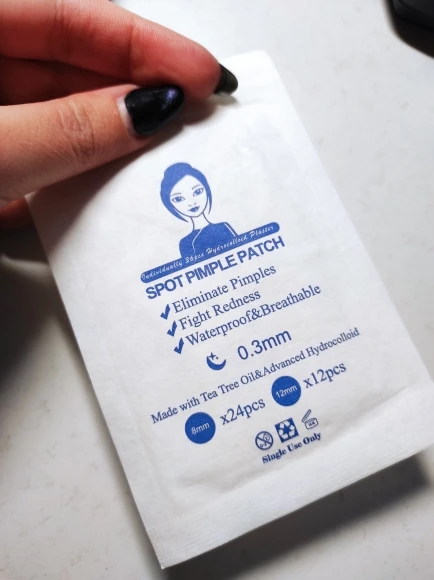 Individually 36pcs Hydrocolloid Plaster
SPOT PIMPLE PATCH
Eliminate Pimples
Fight Redness
Waterproof&Breathable
0.3mm
Made with Tea Tree Oil&Advanced Hydrocolloid
8mm x24pcs 12mm x12pcs
Single Use Only